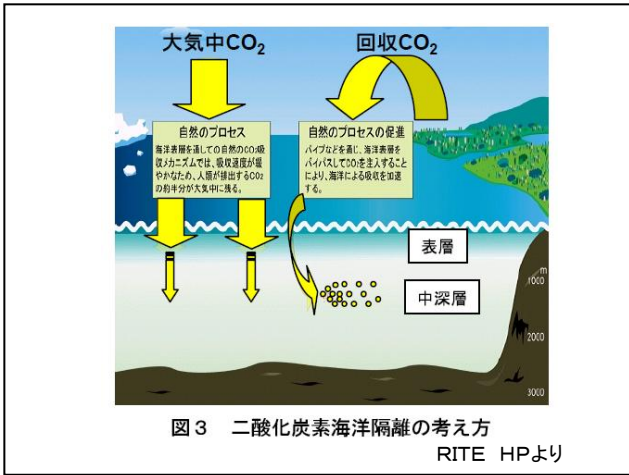 大気中CO₂
回収CO₂
自然のプロセス
海洋表層を通しての自然のCO₂吸
収メカニズムでは、吸収速度が緩
やかなため、人類が排出するCO₂
の約半分が大気中に残る。
自然のプロセスの促進
パイプなどを通じ、海洋表層を
バイパスしてCO₂を注入すること
により、海洋による吸収を加速
する。
表層
m
1000
中深層
2000
3000
図3 二酸化炭素海洋隔離の考え方
RITE HPより